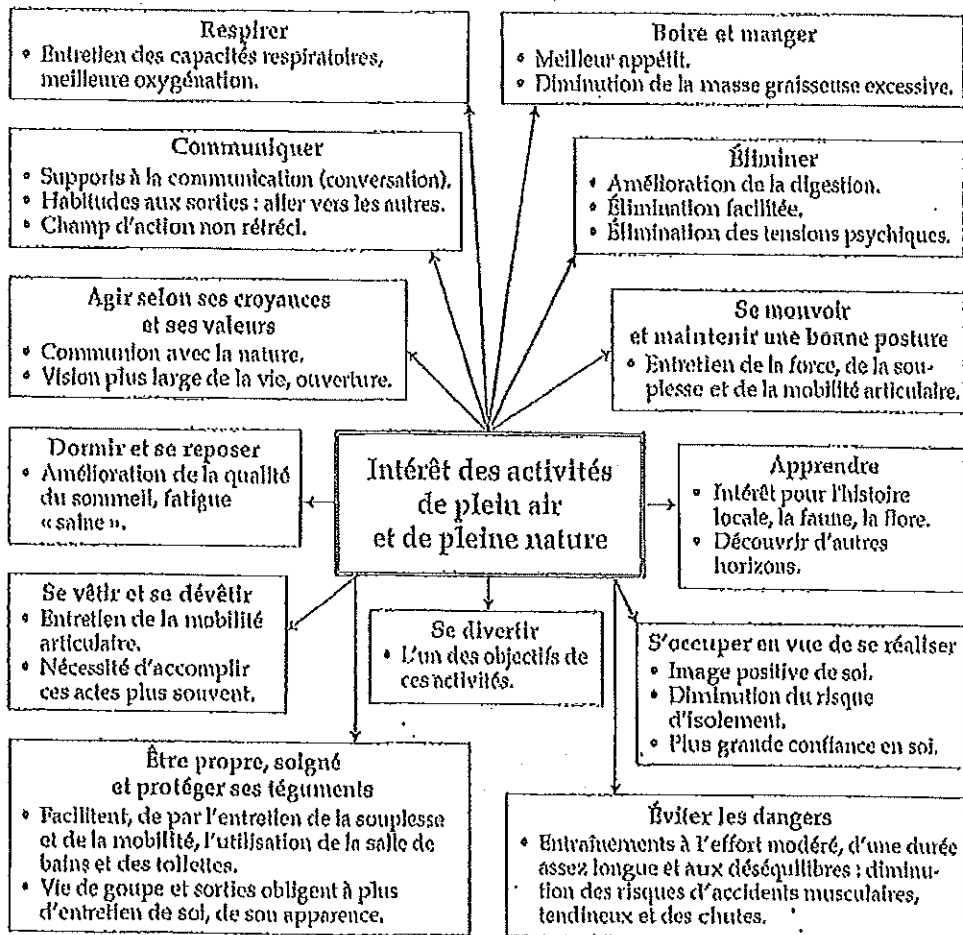 Respirer
• Entretien des capacités respiratoires,
meilleure oxygénation.
Boire et manger
• Meilleur appétit.
• Diminution de la masse graisseuse excessive.
Communiquer
• Supports à la communication (conversation).
• Habitudes aux sorties : aller vers les autres.
• Champ d'action non rétréci.
Éliminer
• Amélioration de la digestion.
• Élimination facilitée.
• Élimination des tensions psychiques.
Agir selon ses croyances
et ses valeurs
• Communion avec la nature.
• Vision plus large de la vie, ouverture.
Se mouvoir
et maintenir une bonne posture
• Entretien de la force, de la sou-
plesse et de la mobilité articulaire.
Dormir et se reposer
• Amélioration de la qualité
du sommeil, fatigue
« saine ».
Intérêt des activités
de plein air
et de pleine nature
Apprendre
• Intérêt pour l'histoire
locale, la faune, la flore.
• Découvrir d'autres
horizons.
Se vêtir et se dévêtir
• Entretien de la mobilité
articulaire.
• Nécessité d'accomplir
ces actes plus souvent.
Se divertir
• L'un des objectifs de
ces activités.
S'occuper en vue de se réaliser
• Image positive de soi.
• Diminution du risque
d'isolement.
• Plus grande confiance en soi.
Être propre, soigné
et protéger ses téguments
• Facilitent, de par l'entretien de la souplesse
et de la mobilité, l'utilisation de la salle de
bains et des toilettes.
• Vie de goupe et sorties obligent à plus
d'entretien de soi, de son apparence.
Éviter les dangers
• Entraînements à l'effort modéré, d'une durée
assez longue et aux déséquilibres : diminu-
tion des risques d'accidents musculaires,
tendineux et des chutes.